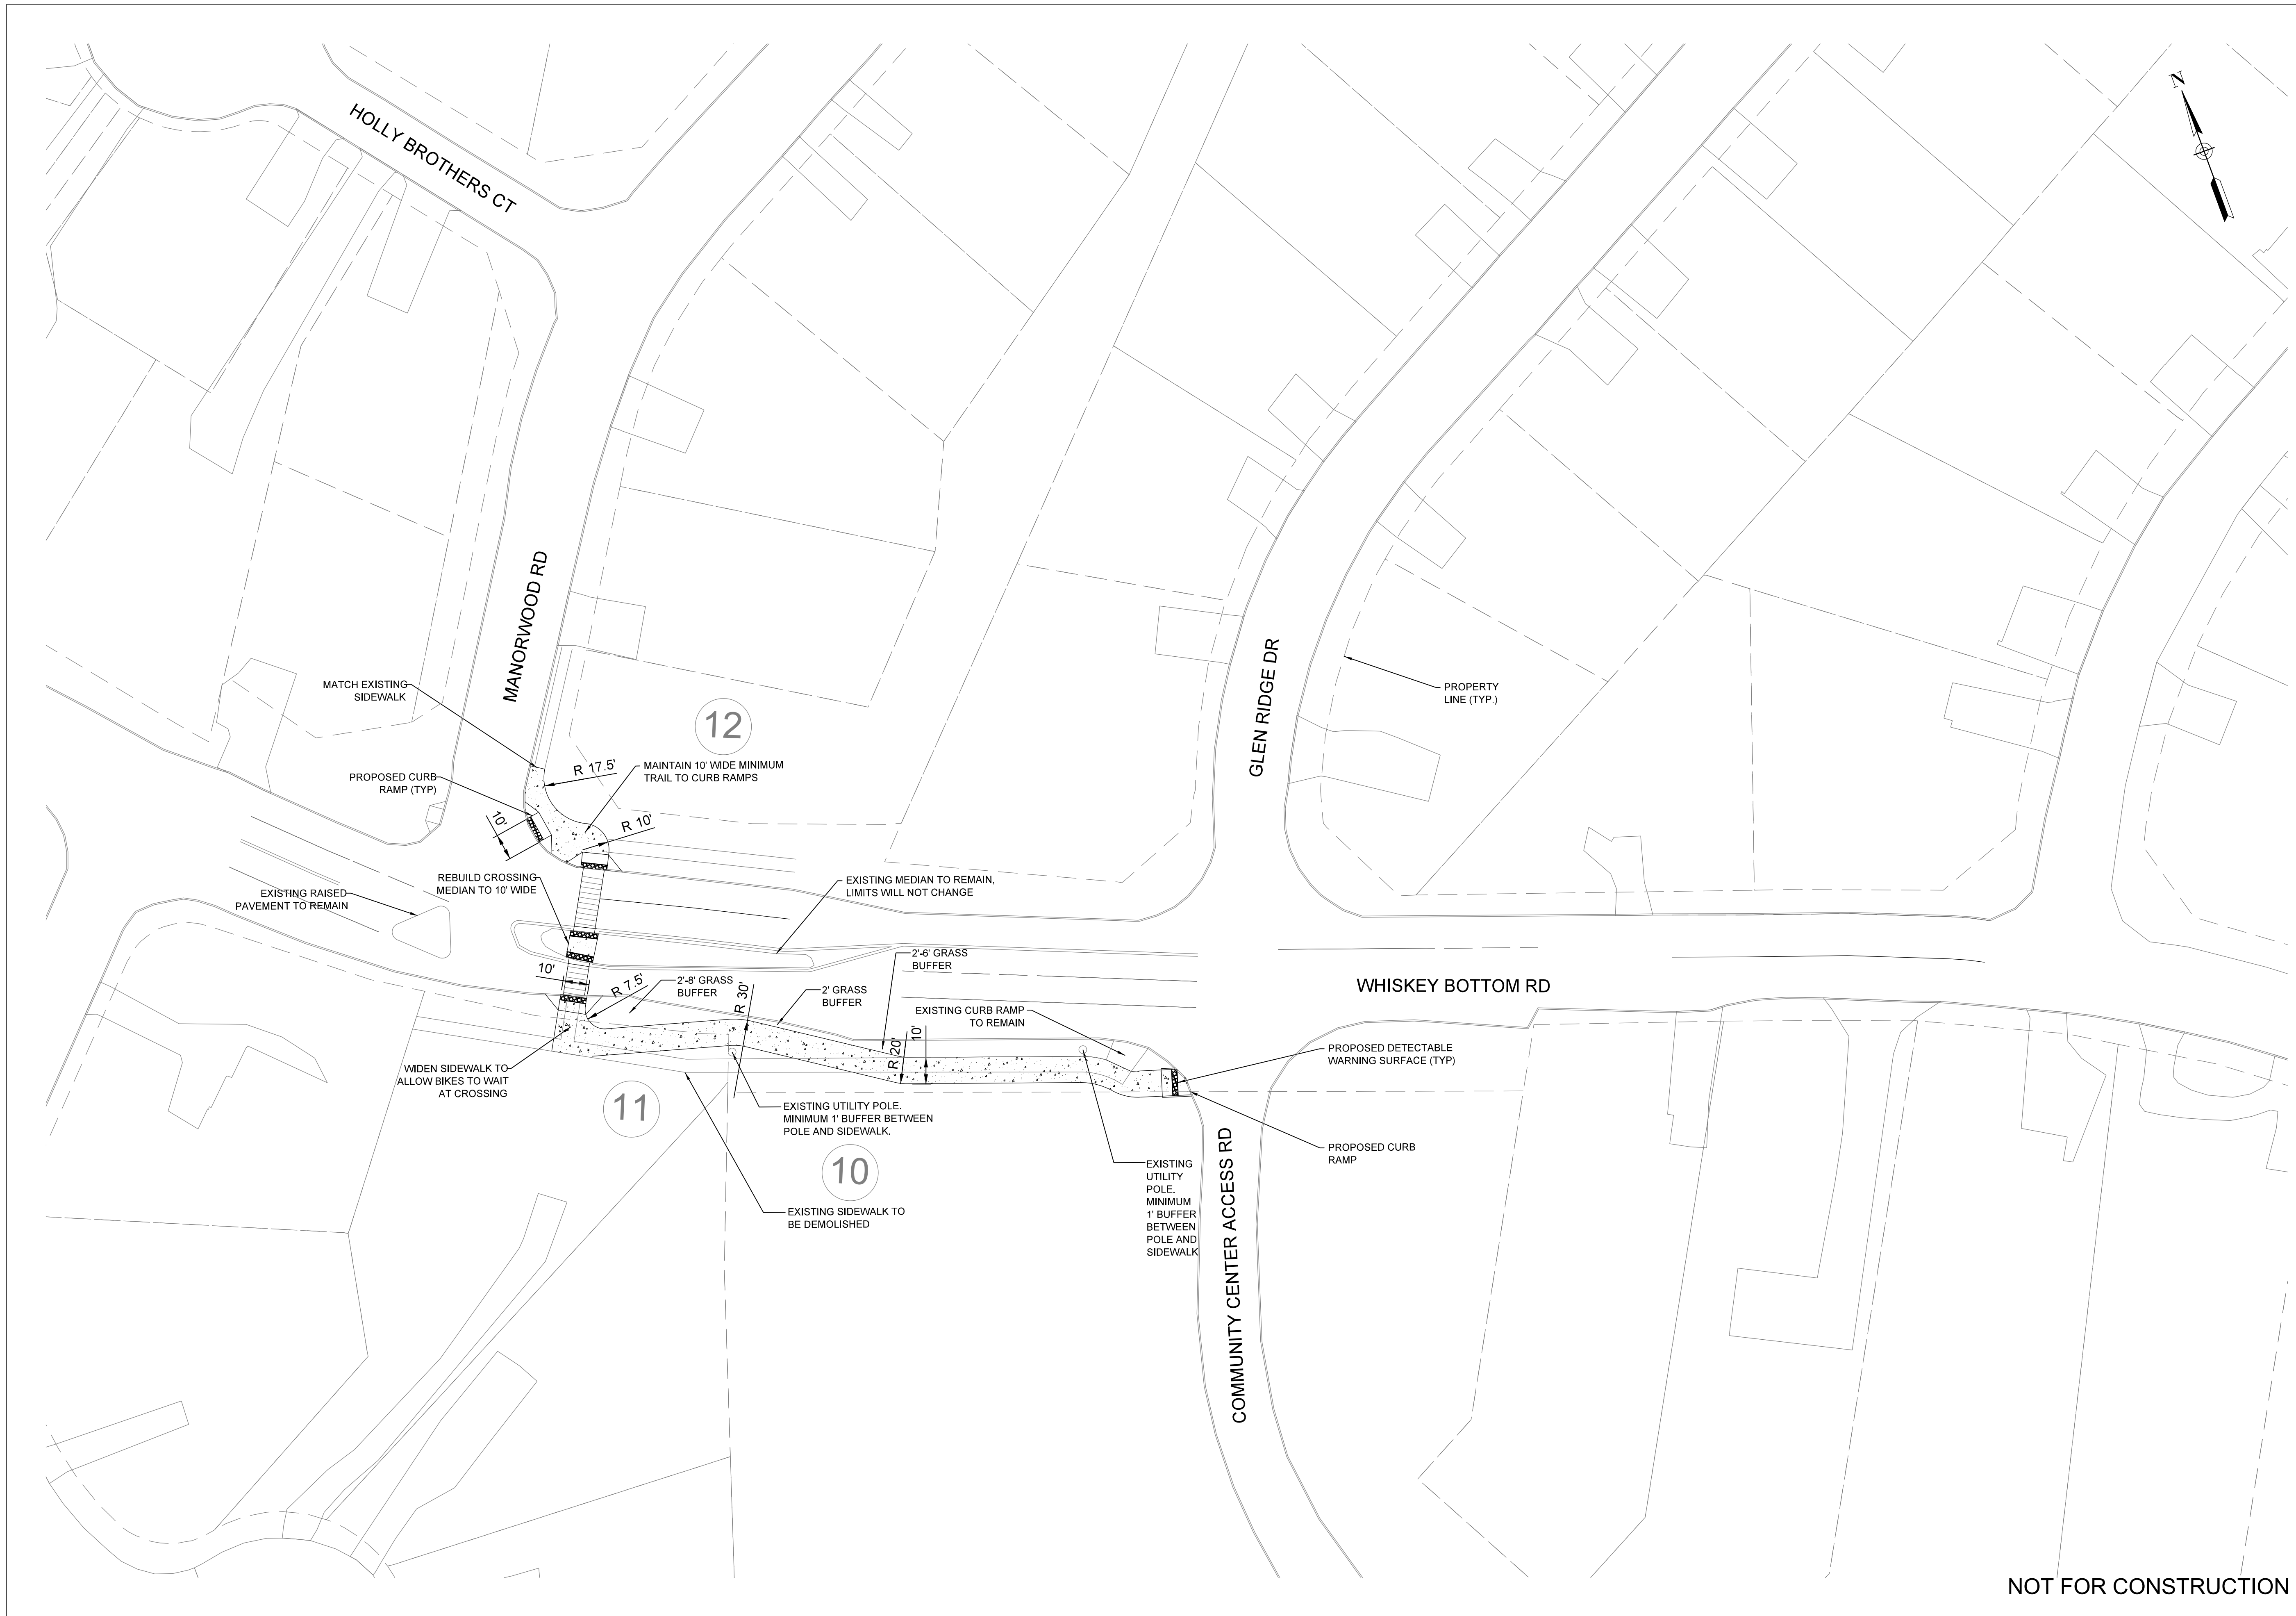 N
HOLLY BROTHERS CT
MANORWOOD RD
GLEN RIDGE DR
PROPERTY
LINE (TYP.)
MATCH EXISTING
SIDEWALK
12
R 17.5'
MAINTAIN 10' WIDE MINIMUM
TRAIL TO CURB RAMPS
PROPOSED CURB
RAMP (TYP)
10'
R 10'
REBUILD CROSSING
MEDIAN TO 10' WIDE
EXISTING RAISED
PAVEMENT TO REMAIN
EXISTING MEDIAN TO REMAIN,
LIMITS WILL NOT CHANGE
2'-6' GRASS
BUFFER
10'
R 7.5'
2'-8' GRASS
BUFFER
R 30'
2' GRASS
BUFFER
WHISKEY BOTTOM RD
EXISTING CURB RAMP
TO REMAIN
R 20'
10'
PROPOSED DETECTABLE
WARNING SURFACE (TYP)
WIDEN SIDEWALK TO
ALLOW BIKES TO WAIT
AT CROSSING
11
EXISTING UTILITY POLE.
MINIMUM 1' BUFFER BETWEEN
POLE AND SIDEWALK.
10
PROPOSED CURB
RAMP
EXISTING
UTILITY
POLE.
MINIMUM
1' BUFFER
BETWEEN
POLE AND
SIDEWALK
EXISTING SIDEWALK TO
BE DEMOLISHED
COMMUNITY CENTER ACCESS RD
NOT FOR CONSTRUCTION